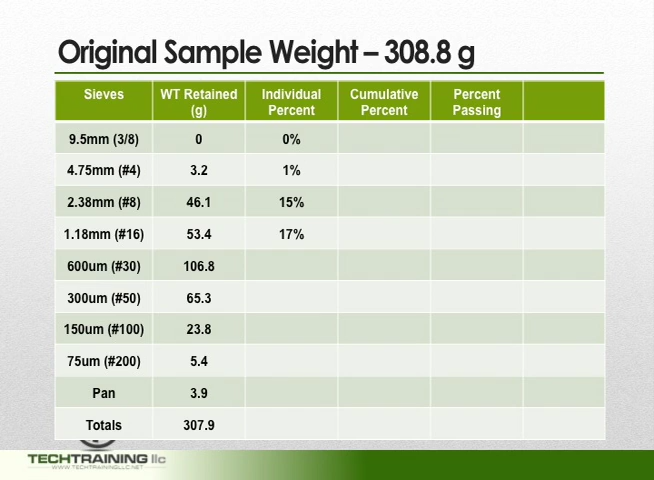 Original Sample Weight – 308.8 g
Sieves WT Retained (g) Individual Percent Cumulative Percent Percent Passing
9.5mm (3/8) 0 0%
4.75mm (#4) 3.2 1%
2.38mm (#8) 46.1 15%
1.18mm (#16) 53.4 17%
600um (#30) 106.8
300um (#50) 65.3
150um (#100) 23.8
75um (#200) 5.4
Pan 3.9
Totals 307.9
TECHTRAINING llc
WWW.TECHTRAININGLLC.NET